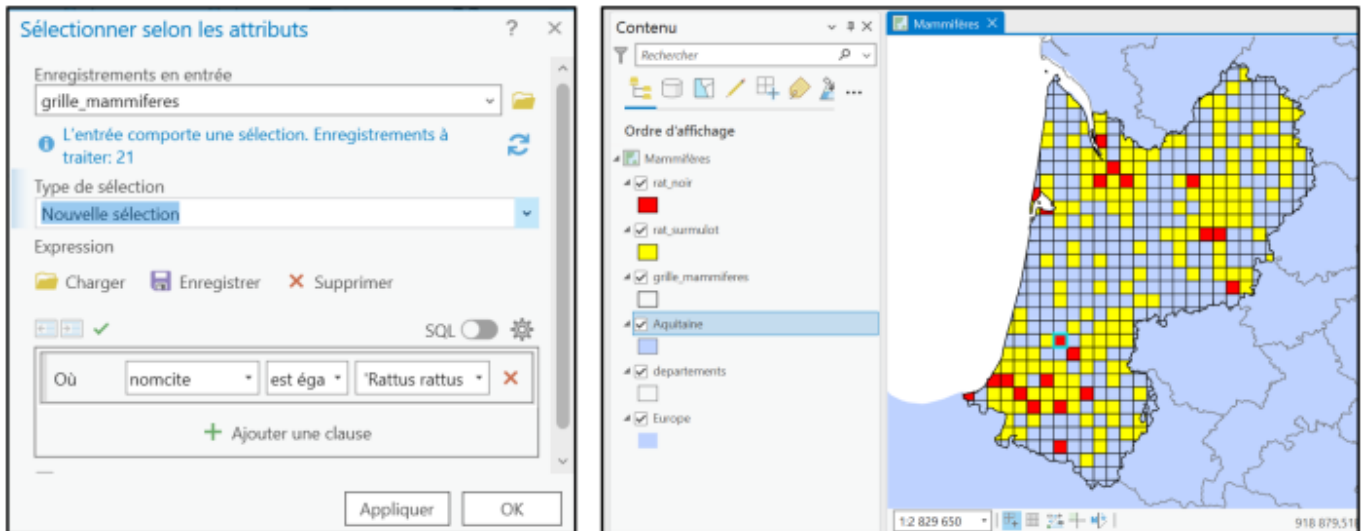 Sélectionner selon les attributs
Enregistrements en entrée
grille_mammiferes
L'entrée comporte une sélection. Enregistrements à
traiter: 21
Type de sélection
Nouvelle sélection
Expression
Charger Enregistrer Supprimer
SQL
Où nomcite est éga 'Rattus rattus
Ajouter une clause
Appliquer OK
Contenu
Rechercher
Ordre d'affichage
Mammifères
rat_noir
rat_surmulot
grille_mammiferes
Aquitaine
departements
Europe
Mammifères
1:2 829 650
918 879,51